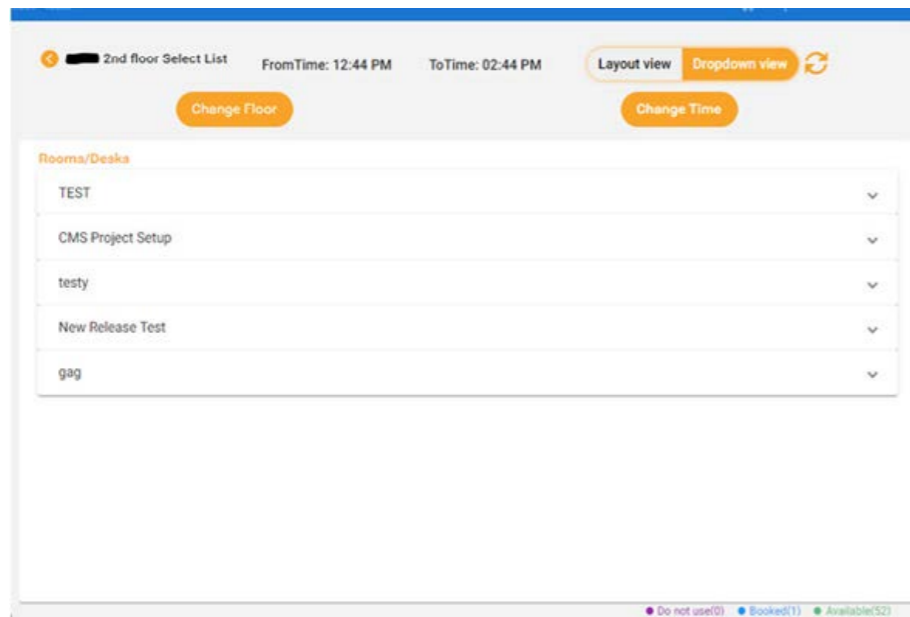 2nd floor Select List
FromTime: 12:44 PM
ToTime: 02:44 PM
Layout view
Dropdown view
Change Floor
Change Time
Rooms/Desks
TEST
CMS Project Setup
testy
New Release Test
gag
Do not use(0)
Booked(1)
Available(52)